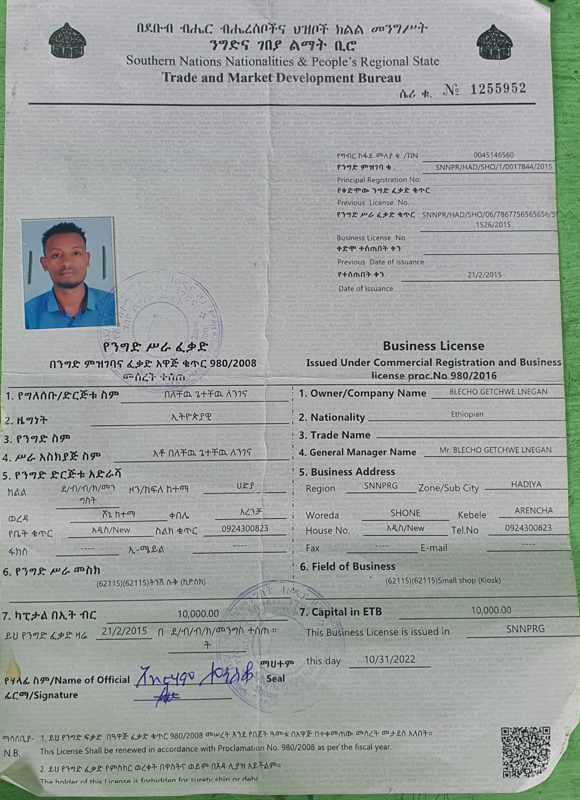 በደቡብ ብሔር ብሔረሰቦችና ህዝቦች ክልል መንግሥት
ንግድና ገበያ ልማት ቢሮ
Southern Nations Nationalities & People's Regional State
Trade and Market Development Bureau
ሴሪ ቁ. № 1255952
የግብር ከፋይ መለያ ቁ /TIN 0045146560
የንግድ ምዝገባ ቁ SNNPR/HAD/SHO/1/0017844/2015
Principal Registration No.
የቀድሞው ንግድ ፈቃድ ቁጥር
Previous License No.
የንግድ ሥራ ፈቃድ ቁጥር SNNPR/HAD/SHO/06/7867756565656/5
1526/2015
Business License No.
ቀድሞ ተሰጠበት ቀን
Previous Date of issuance
የተሰጠበት ቀን 21/2/2015
Date of Issuance
የንግድ ሥራ ፈቃድ
በንግድ ምዝገባና ፈቃድ አዋጅ ቁጥር 980/2008
መሰረት ተሰጠ
Business License
Issued Under Commercial Registration and Business
license proc.No 980/2016
1. የግለሰቡ/ድርጅቱ ስም በለቸዉ ጌተቸዉ ለንገና
2. ዜግነት ኢትዮጵያዊ
3. የንግድ ስም
4. ሥራ አስኪያጅ ስም አቶ በለቸዉ ጌተቸዉ ለንገና
5. የንግድ ድርጅቱ አድራሻ
ክልል ደ/ብ/ብ/ህ/መን ግስት ዞን/ክፍለ ከተማ ሀድያ
ወረዳ ሾኔ ከተማ ቀበሌ አረንቻ
የቤት ቁጥር አዲስ/New ስልክ ቁጥር 0924300823
ፋክስ ---- ኢ-ሜይል ----
6. የንግድ ሥራ መስክ
(62115)(62115)ትንሽ ሱቅ (ኪዮስክ)
7. ካፒታል በኢት ብር 10,000.00
ይህ የንግድ ፈቃድ ዛሬ 21/2/2015 በ ደ/ብ/ብ/ህ/መንግስ ተሰጠ ።
ት
1. Owner/Company Name BLECHO GETCHWE LNEGAN
2. Nationality Ethiopian
3. Trade Name
4. General Manager Name Mr. BLECHO GETCHWE LNEGAN
5. Business Address
Region SNNPRG Zone/Sub City HADIYA
Woreda SHONE Kebele ARENCHA
House No. አዲስ/New Tel.No 0924300823
Fax ---- E-mail ----
6. Field of Business
(62115)(62115)Small shop (Kiosk)
7. Capital in ETB 10,000.00
This Business License is issued in SNNPRG
this day 10/31/2022
የኃላፊ ስም/Name of Official
ፊርማ/Signature
ማህተም
Seal
ማሳሰቢያ- 1. ይህ የንግድ ፍቃድ በዓዋጅ ፈቃድ ቁጥር 980/2008 መሠረት እንደ የበጀት ዓመቱ በአዋጅ በተቀመጠው መሰረት መታደስ አለበት።
N.B. This License Shall be renewed in accordance with Proclamation No. 980/2008 as per the fiscal year.
2. ይህ የንግድ ፈቃድ የምስክር ወረቀት በዋስትና ወይም በእዳ ሊያዝ አይችልም።
The holder of this License is forbidden for surety ship or debt